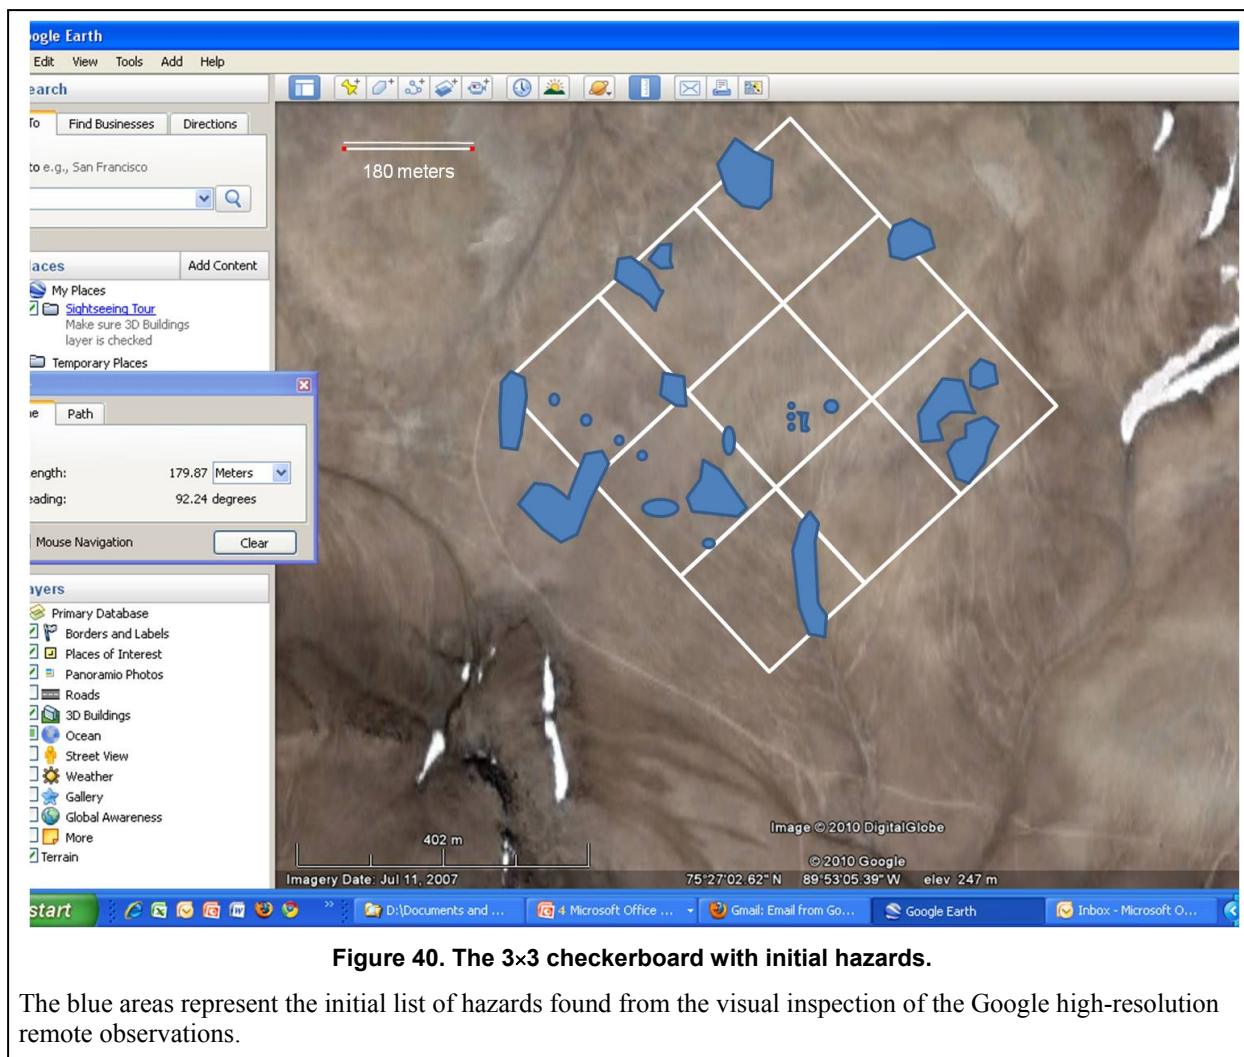 ogle Earth
Edit View Tools Add Help
earch
To Find Businesses Directions
to e.g., San Francisco
180 meters
laces Add Content
My Places
Sightseeing Tour
Make sure 3D Buildings
layer is checked
Temporary Places
ne Path
ength: 179.87 Meters
eading: 92.24 degrees
Mouse Navigation Clear
ayers
Primary Database
Borders and Labels
Places of Interest
Panoramio Photos
Roads
3D Buildings
Ocean
Street View
Weather
Gallery
Global Awareness
More
Terrain
402 m
Image © 2010 DigitalGlobe
© 2010 Google
Imagery Date: Jul 11, 2007 75°27'02.62" N 89°53'05.39" W elev 247 m
start » D:\Documents and ... 4 Microsoft Office ... Gmail: Email from Go... Google Earth Inbox - Microsoft O...
Figure 40. The 3×3 checkerboard with initial hazards.
The blue areas represent the initial list of hazards found from the visual inspection of the Google high-resolution
remote observations.